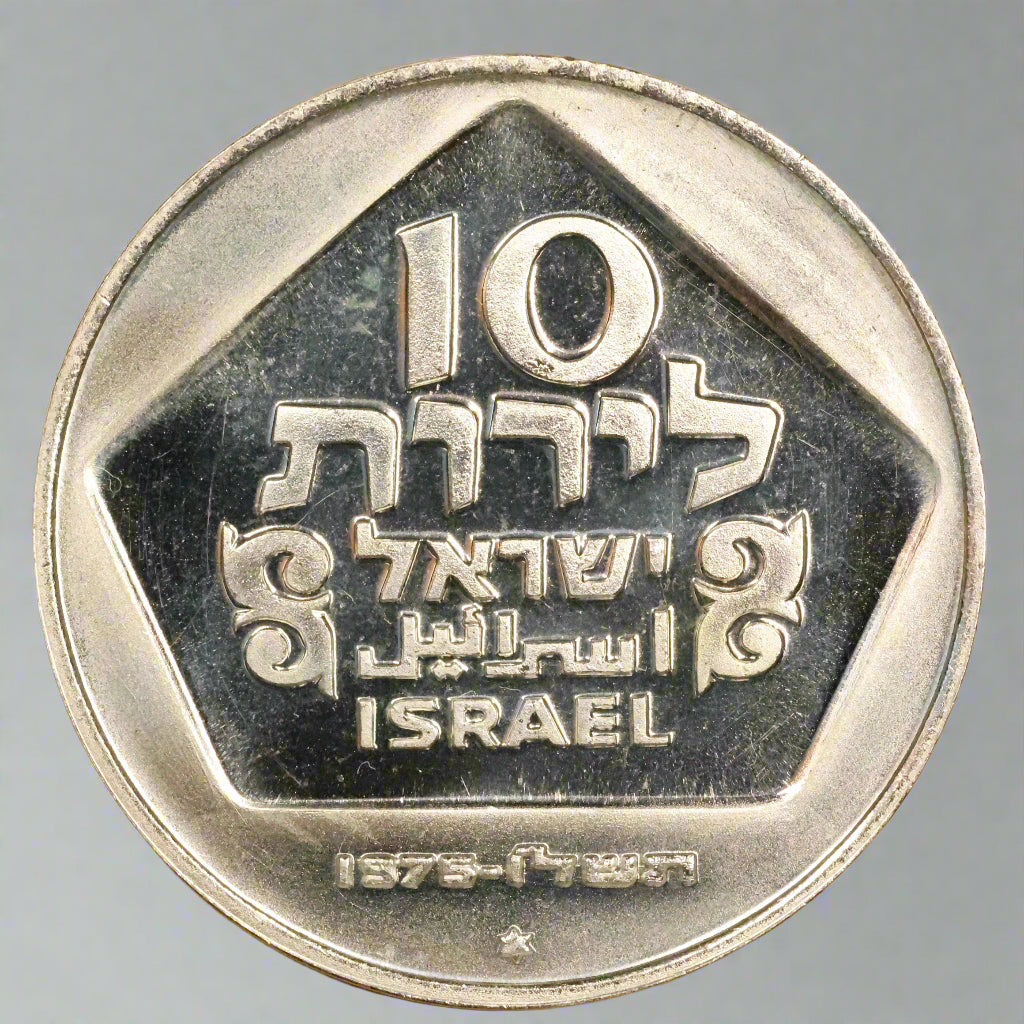 10
לירות
ישראל
اسرائيل
ISRAEL
1975-תשל"ו